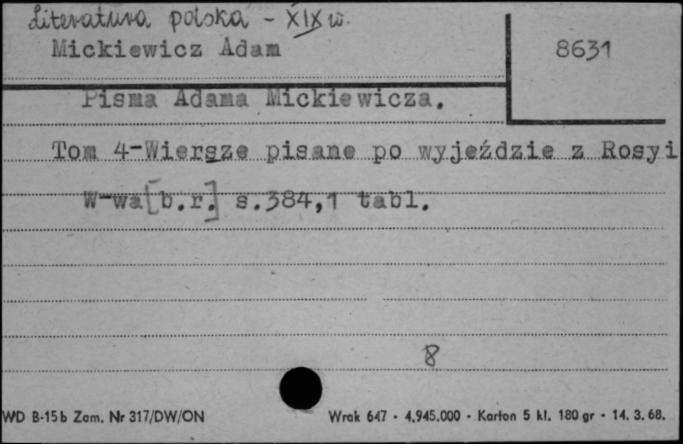 Literatura polska - XIX w.
Mickiewicz Adam
8631
Pisma Adama Mickiewicza.
Tom 4-Wiersze pisane po wyjeździe z Rosyi
W-wa[b.r.] s.384,1 tabl.
8
WD B-15b Zam. Nr 317/DW/ON
Wrak 647 - 4.945.000 - Karton 5 kl. 180 gr - 14. 3. 68.